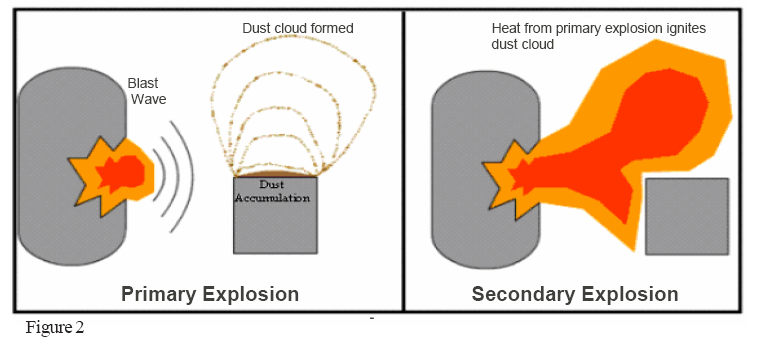 Dust cloud formed
Blast
Wave
Dust
Accumulation
Primary Explosion
Heat from primary explosion ignites
dust cloud
Secondary Explosion
Figure 2